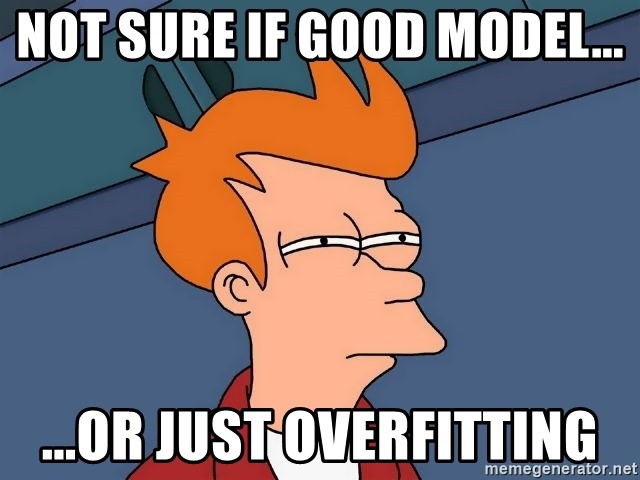 NOT SURE IF GOOD MODEL...
...OR JUST OVERFITTING
memegenerator.net